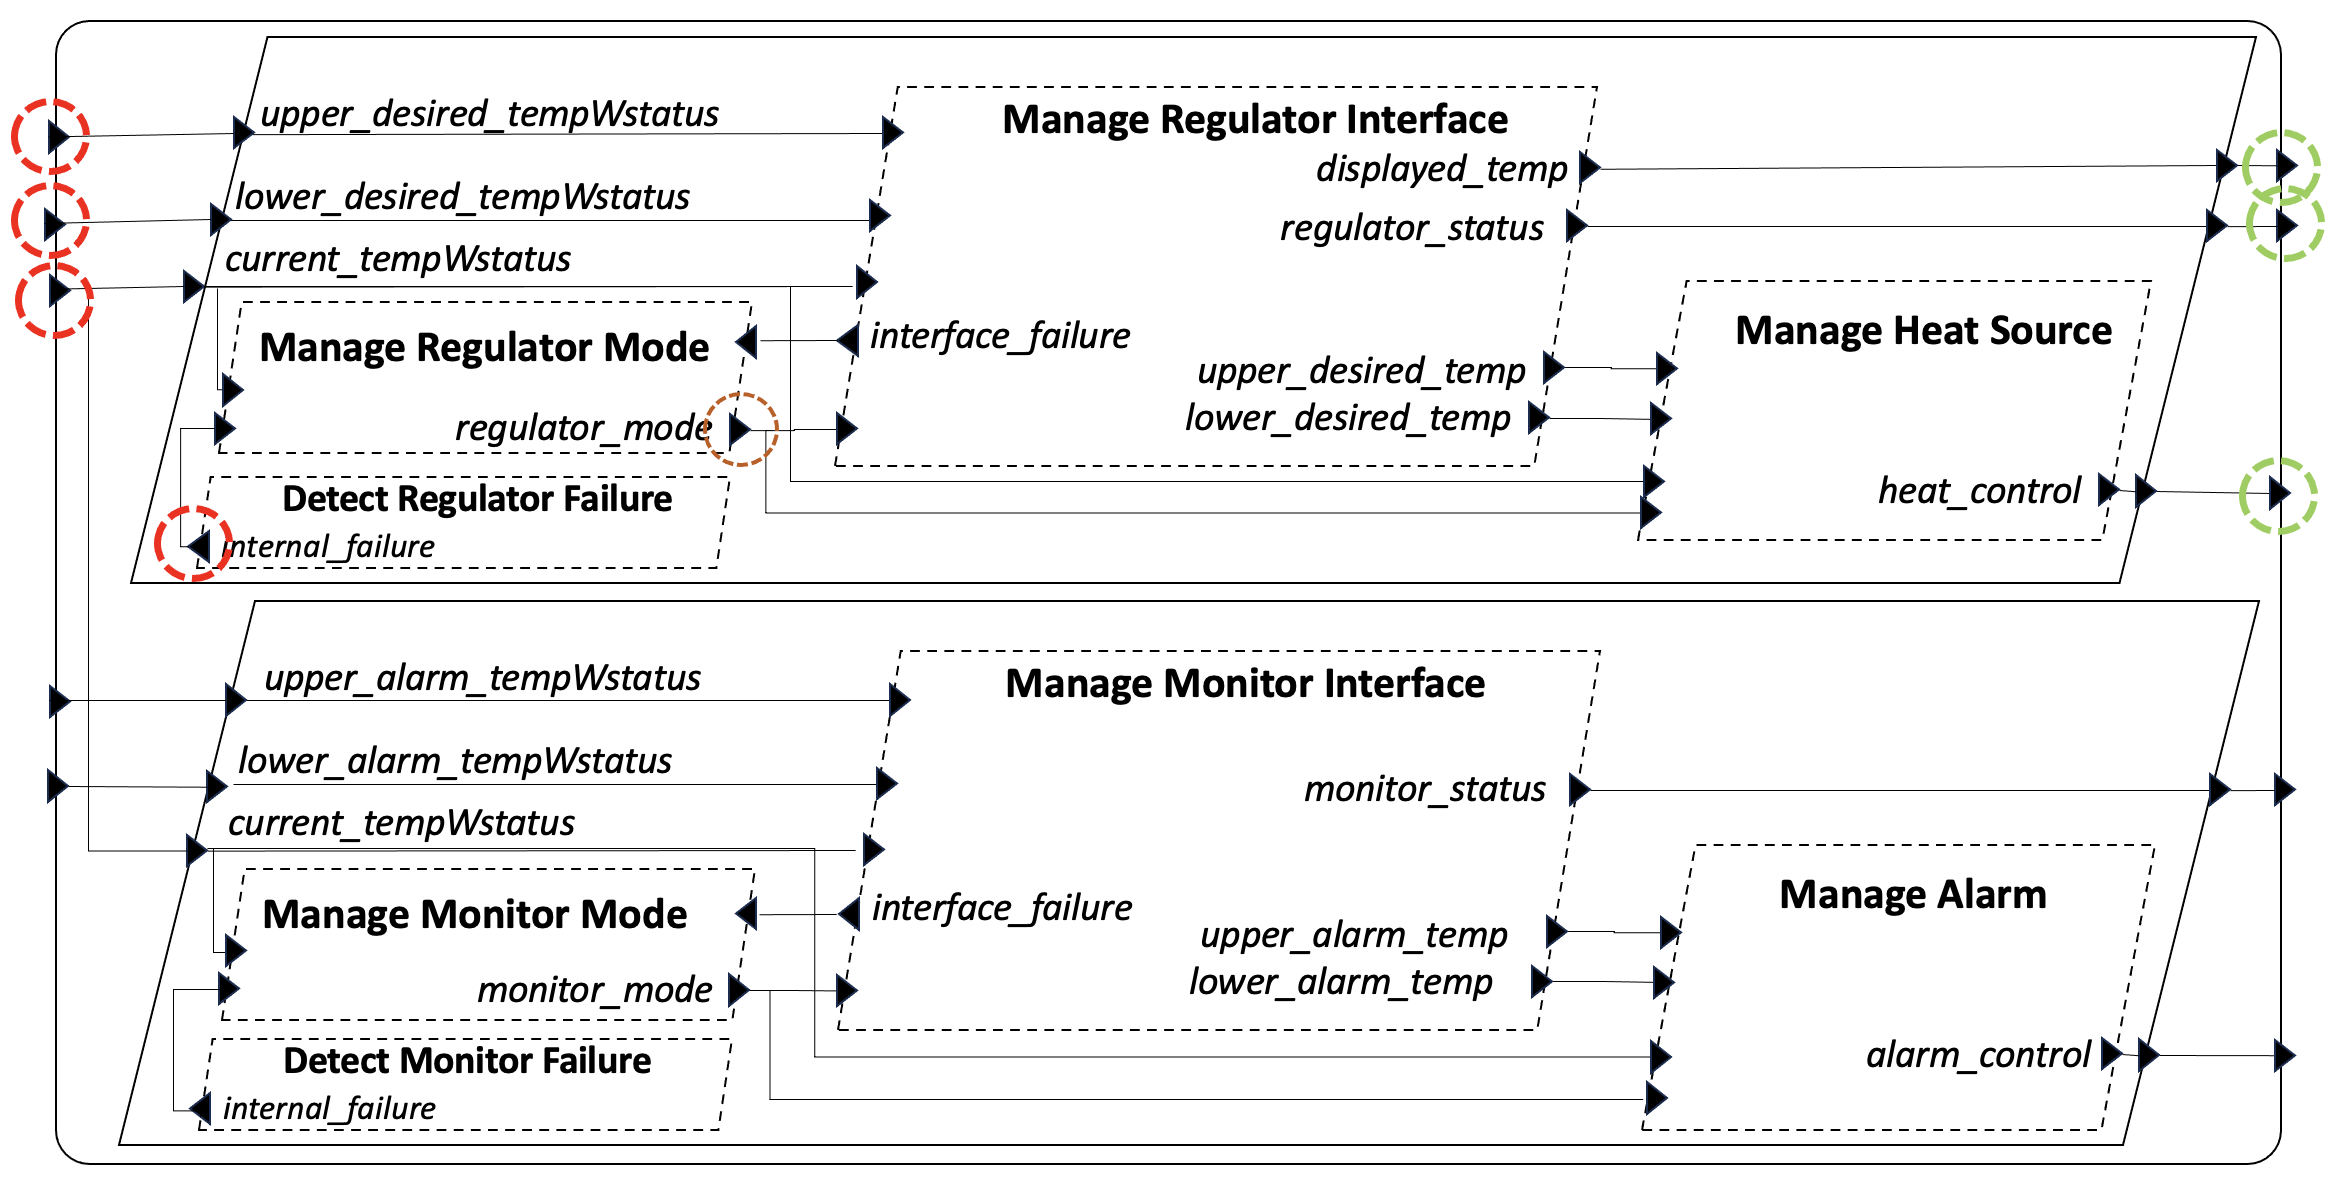 upper_desired_tempWstatus
Manage Regulator Interface
displayed_temp
lower_desired_tempWstatus
regulator_status
current_tempWstatus
Manage Regulator Mode
interface_failure
Manage Heat Source
upper_desired_temp
regulator_mode
lower_desired_temp
Detect Regulator Failure
heat_control
internal_failure
upper_alarm_tempWstatus
Manage Monitor Interface
lower_alarm_tempWstatus
monitor_status
current_tempWstatus
Manage Monitor Mode
interface_failure
Manage Alarm
upper_alarm_temp
monitor_mode
lower_alarm_temp
Detect Monitor Failure
alarm_control
internal_failure